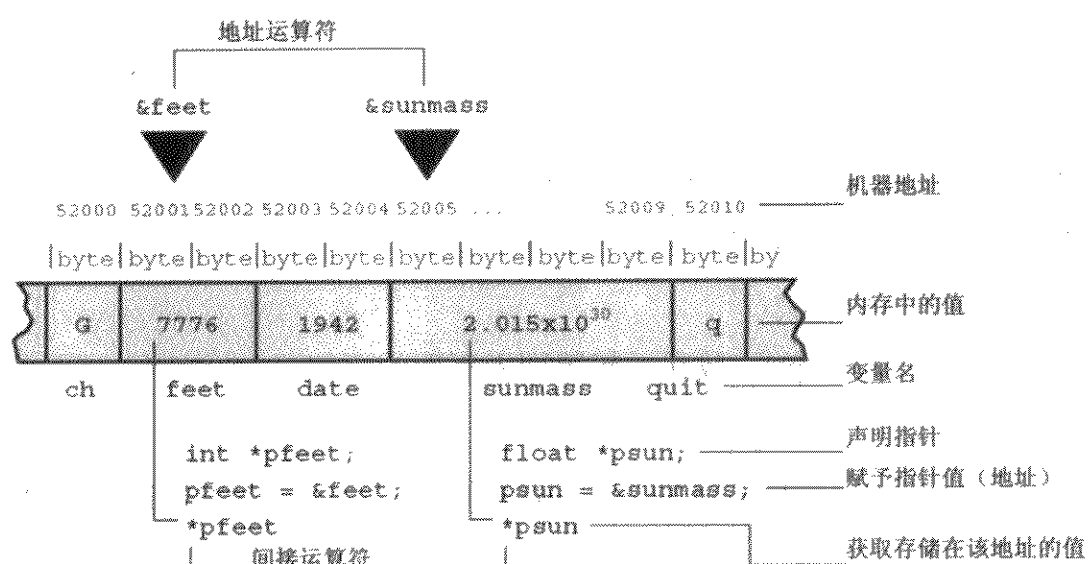 地址运算符
&feet &sunmass
机器地址
52000 52001 52002 52003 52004 52005 ... 52009 52010
byte byte byte byte byte byte byte byte byte byte by
内存中的值
G 7776 1942 2.015x10³⁰ q
变量名
ch feet date sunmass quit
声明指针
int *pfeet; float *psun;
赋予指针值（地址）
pfeet = &feet; psun = &sunmass;
*pfeet *psun
获取存储在该地址的值
间接运算符